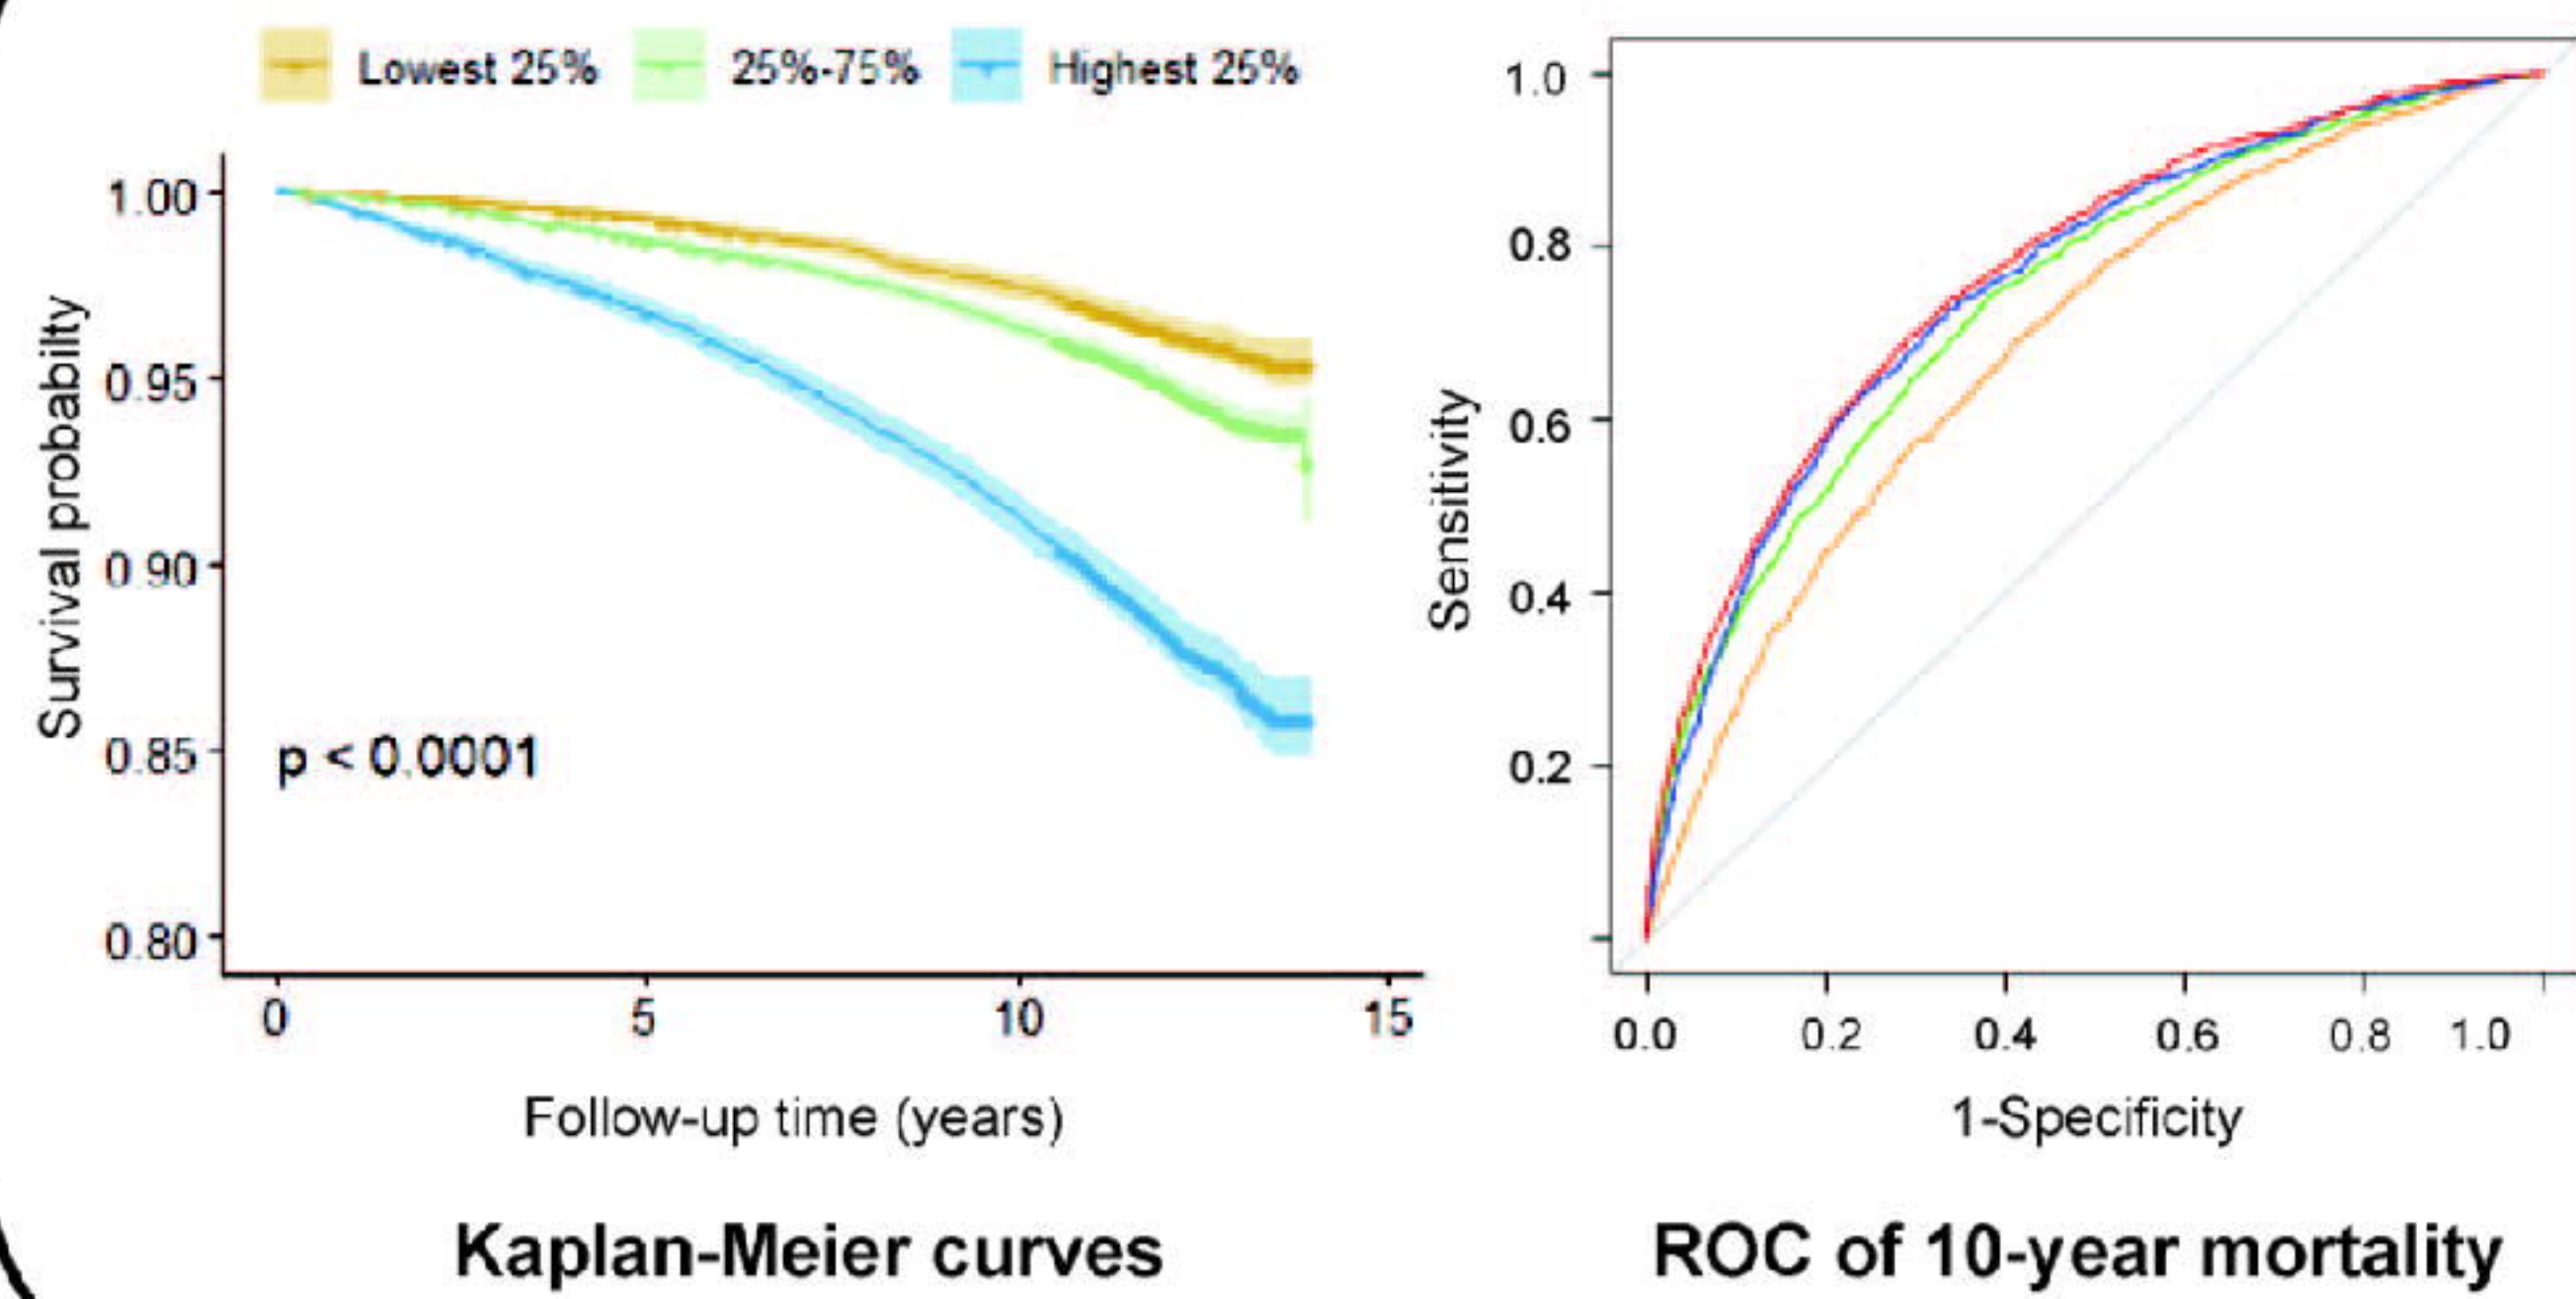 Lowest 25% 25%-75% Highest 25%
Survival probability
1.00
0.95
0.90
0.85
0.80
p < 0.0001
0 5 10 15
Follow-up time (years)
Kaplan-Meier curves
Sensitivity
1.0
0.8
0.6
0.4
0.2
0.0 0.2 0.4 0.6 0.8 1.0
1-Specificity
ROC of 10-year mortality